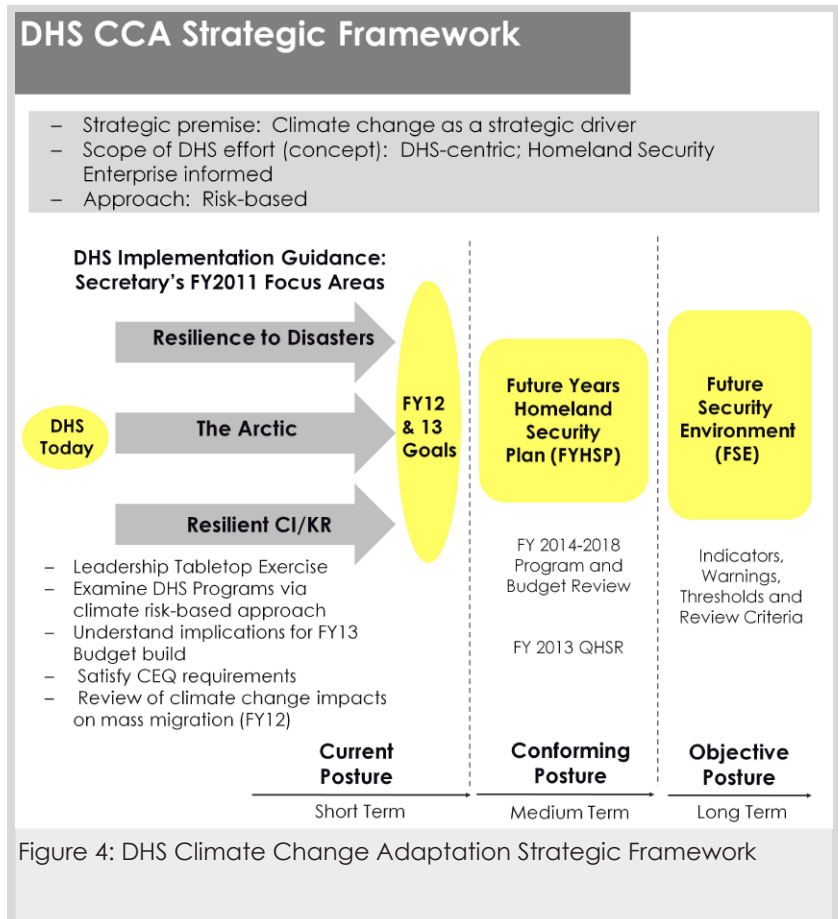 DHS CCA Strategic Framework
– Strategic premise: Climate change as a strategic driver
– Scope of DHS effort (concept): DHS-centric; Homeland Security
Enterprise informed
– Approach: Risk-based
DHS Implementation Guidance:
Secretary's FY2011 Focus Areas
DHS
Today
Resilience to Disasters
The Arctic
Resilient CI/KR
FY12
& 13
Goals
– Leadership Tabletop Exercise
– Examine DHS Programs via
climate risk-based approach
– Understand implications for FY13
Budget build
– Satisfy CEQ requirements
– Review of climate change impacts
on mass migration (FY12)
Future Years
Homeland
Security
Plan (FYHSP)
FY 2014-2018
Program and
Budget Review
FY 2013 QHSR
Future
Security
Environment
(FSE)
Indicators,
Warnings,
Thresholds and
Review Criteria
Current
Posture
Short Term
Conforming
Posture
Medium Term
Objective
Posture
Long Term
Figure 4: DHS Climate Change Adaptation Strategic Framework